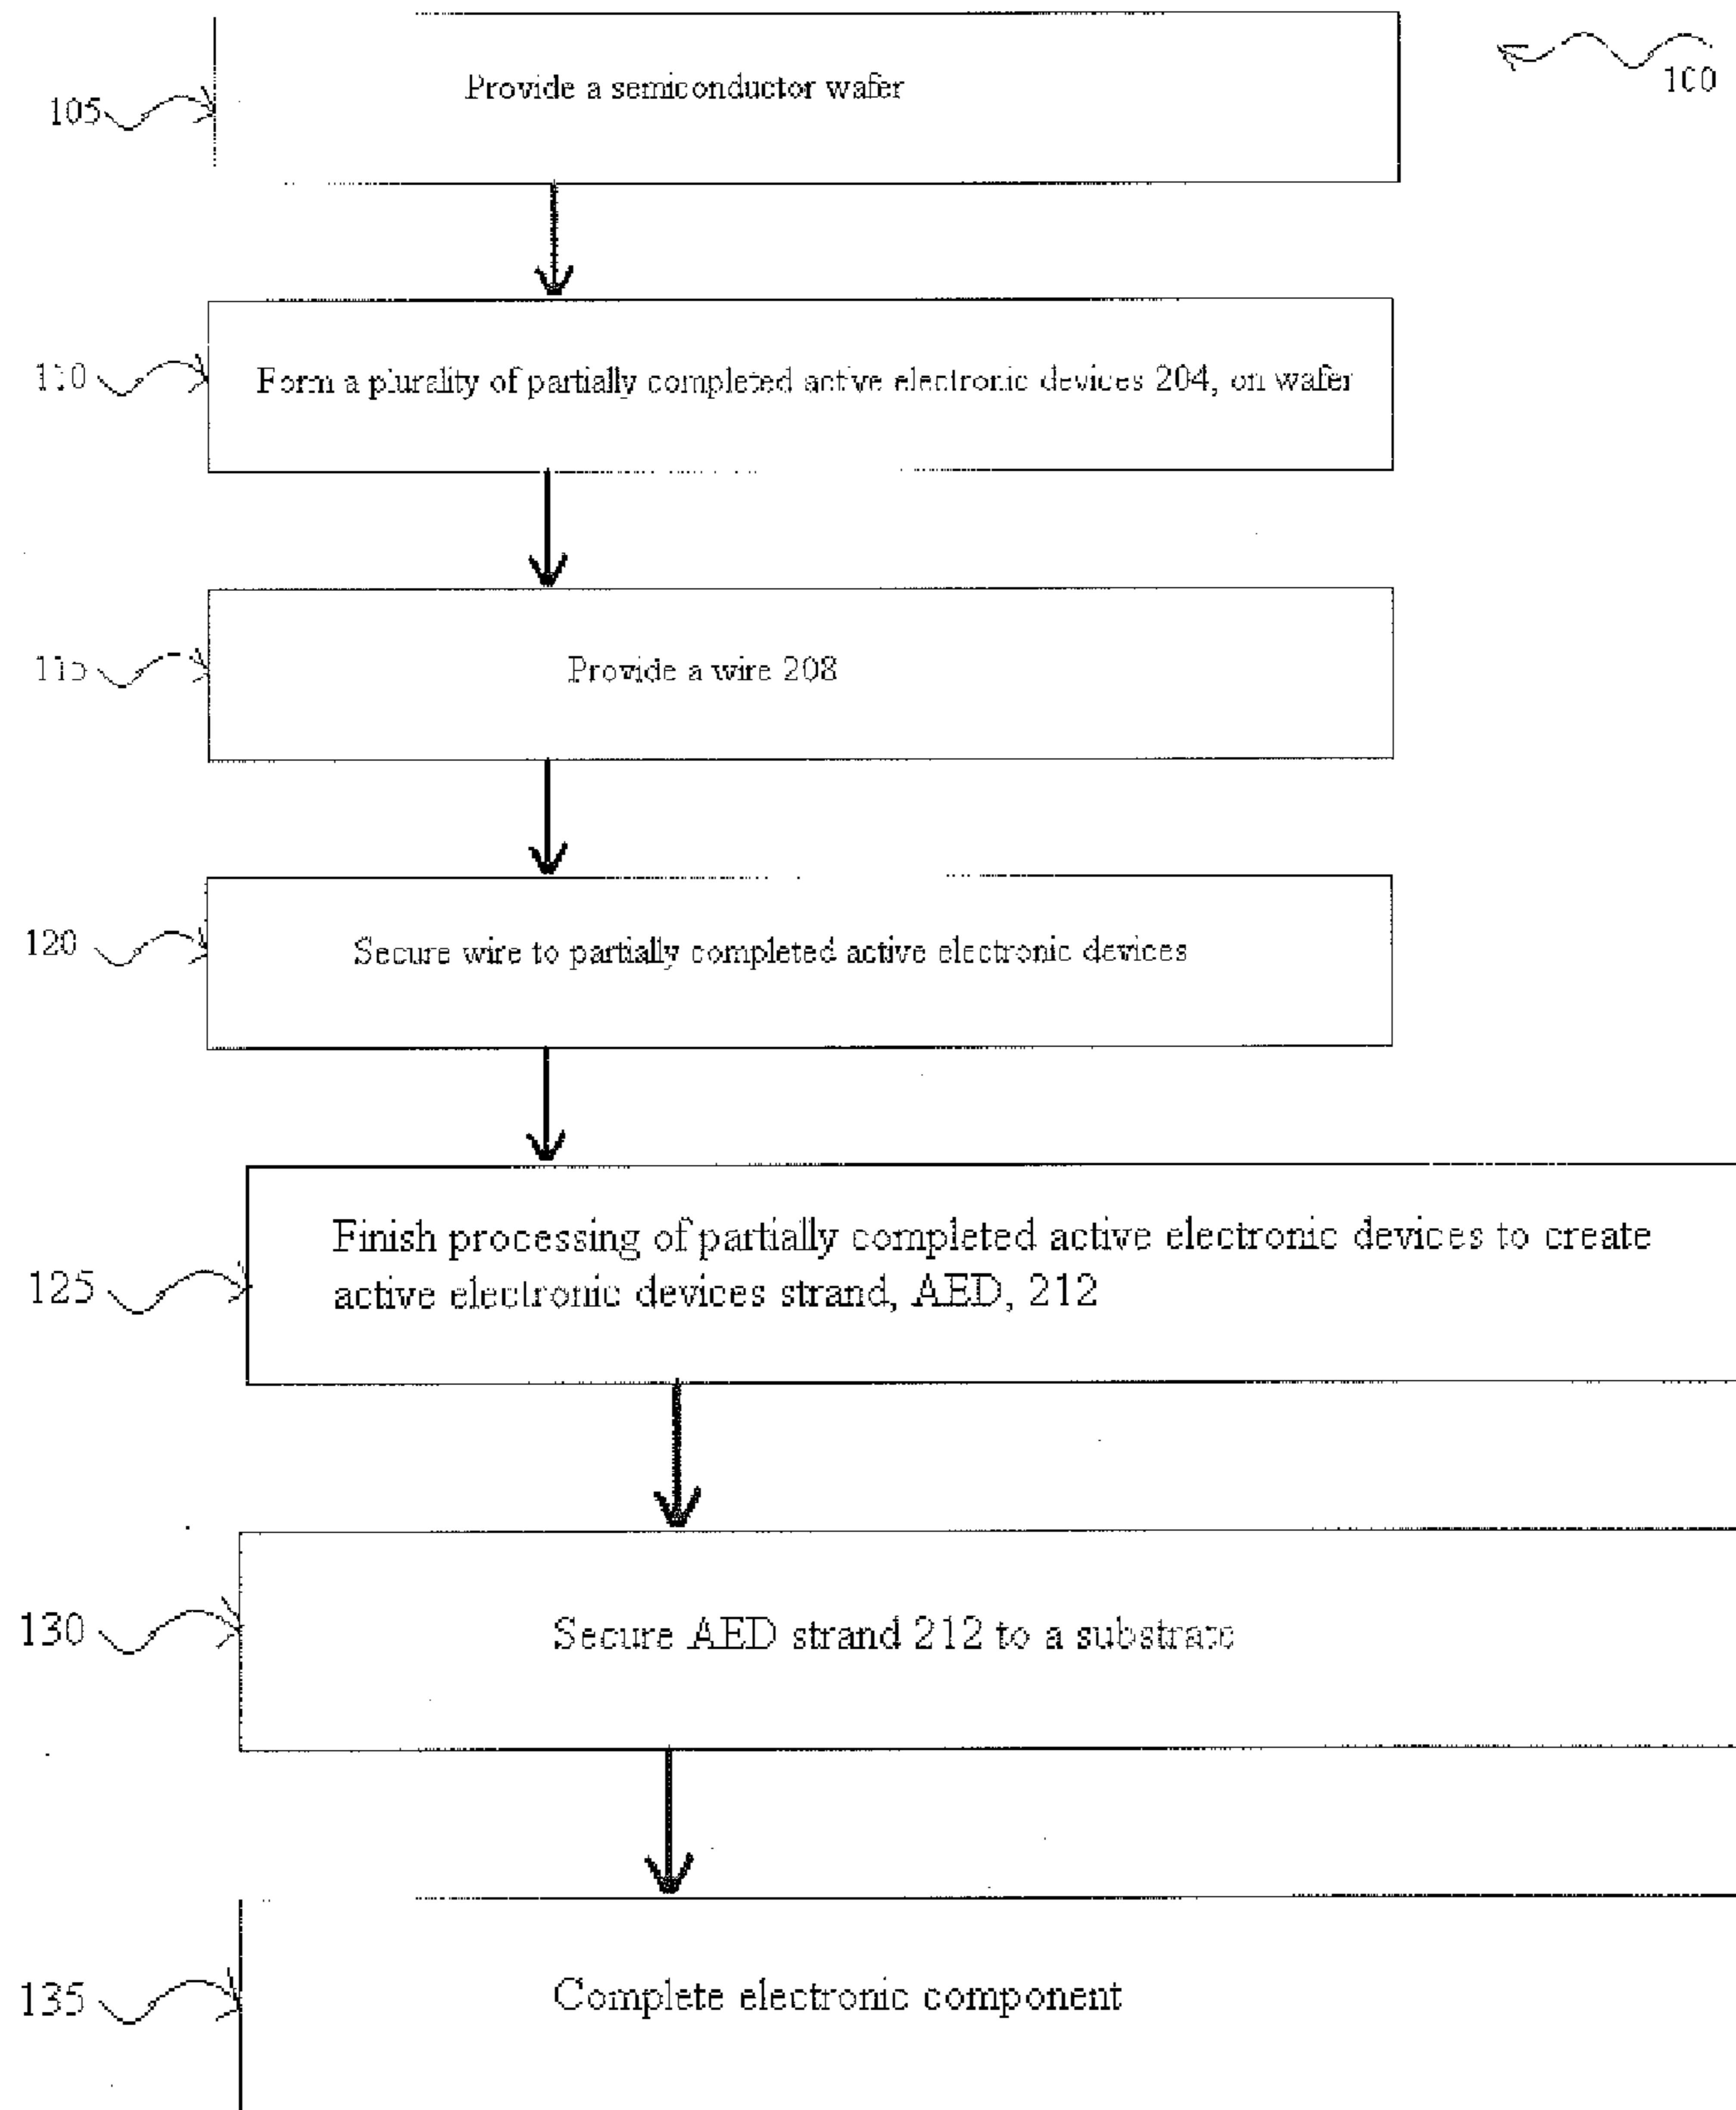 100
105
Provide a semiconductor wafer
110
Form a plurality of partially completed active electronic devices 204, on wafer
115
Provide a wire 208
120
Secure wire to partially completed active electronic devices
125
Finish processing of partially completed active electronic devices to create
active electronic devices strand, AED, 212
130
Secure AED strand 212 to a substrate
135
Complete electronic component